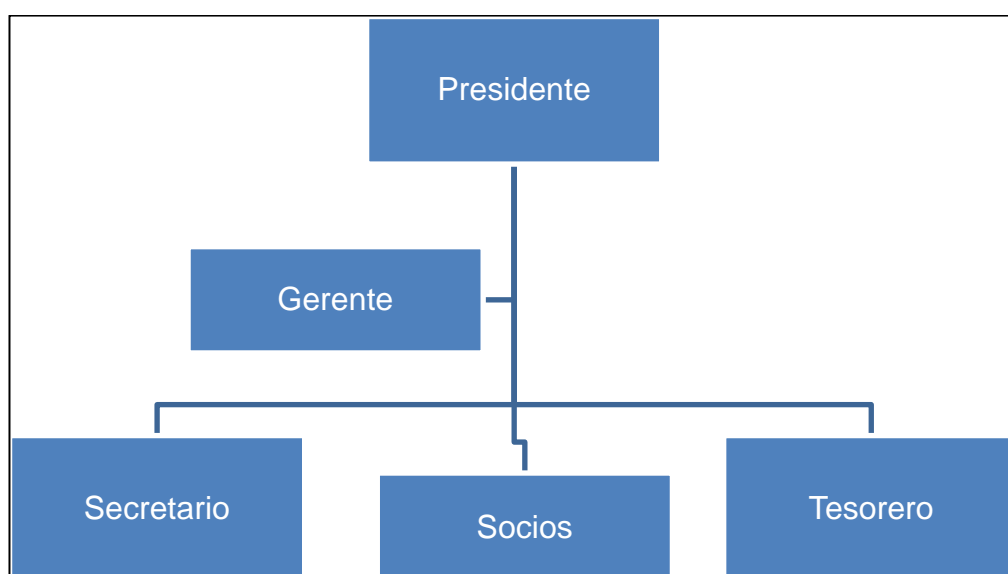 Presidente
Gerente
Secretario
Socios
Tesorero